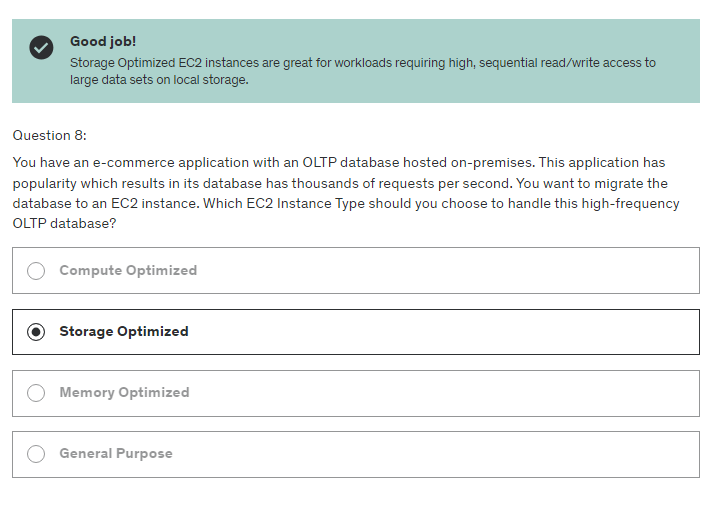 Good job!
Storage Optimized EC2 instances are great for workloads requiring high, sequential read/write access to
large data sets on local storage.
Question 8:
You have an e-commerce application with an OLTP database hosted on-premises. This application has
popularity which results in its database has thousands of requests per second. You want to migrate the
database to an EC2 instance. Which EC2 Instance Type should you choose to handle this high-frequency
OLTP database?
Compute Optimized
Storage Optimized
Memory Optimized
General Purpose